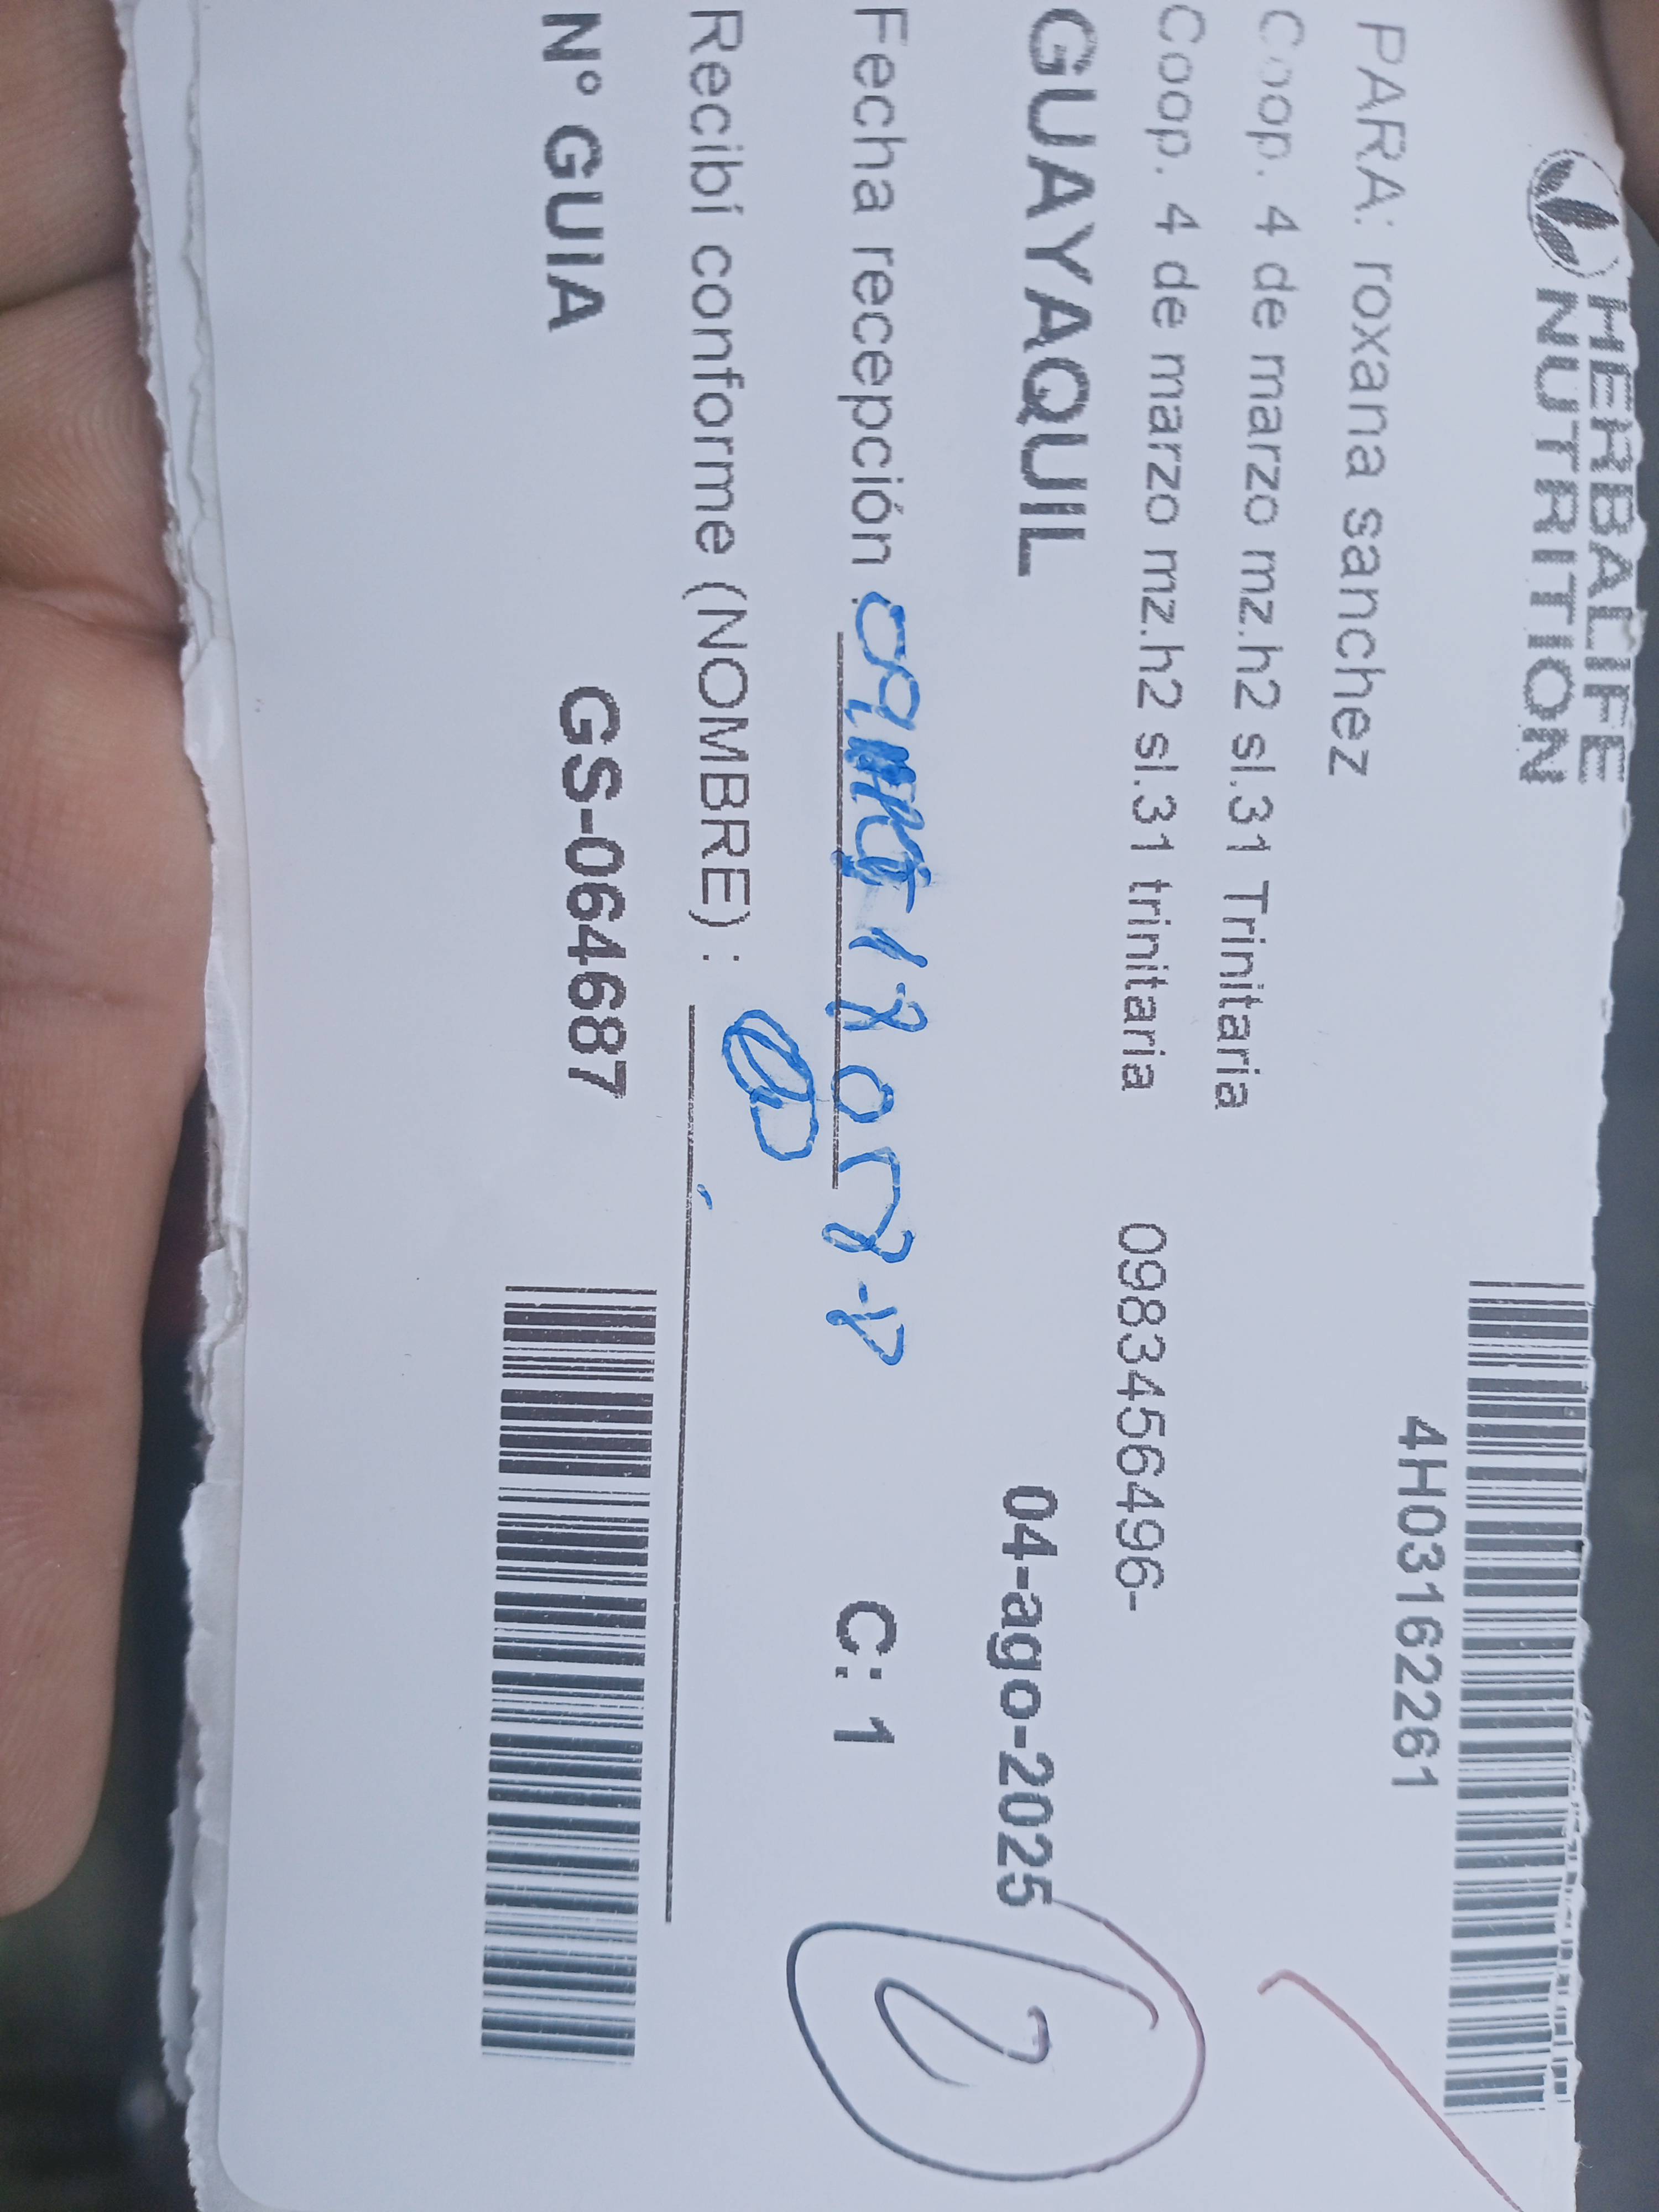 HERBALIFE
NUTRITION
4H03162261
PARA: roxana sanchez
Coop. 4 de marzo mz.h2 sl.31 Trinitaria
Coop. 4 de marzo mz.h2 sl.31 trinitaria 0983456496-
GUAYAQUIL 04-ago-2025
Fecha recepción C: 1
2
Recibí conforme (NOMBRE) :
N° GUIA GS-064687